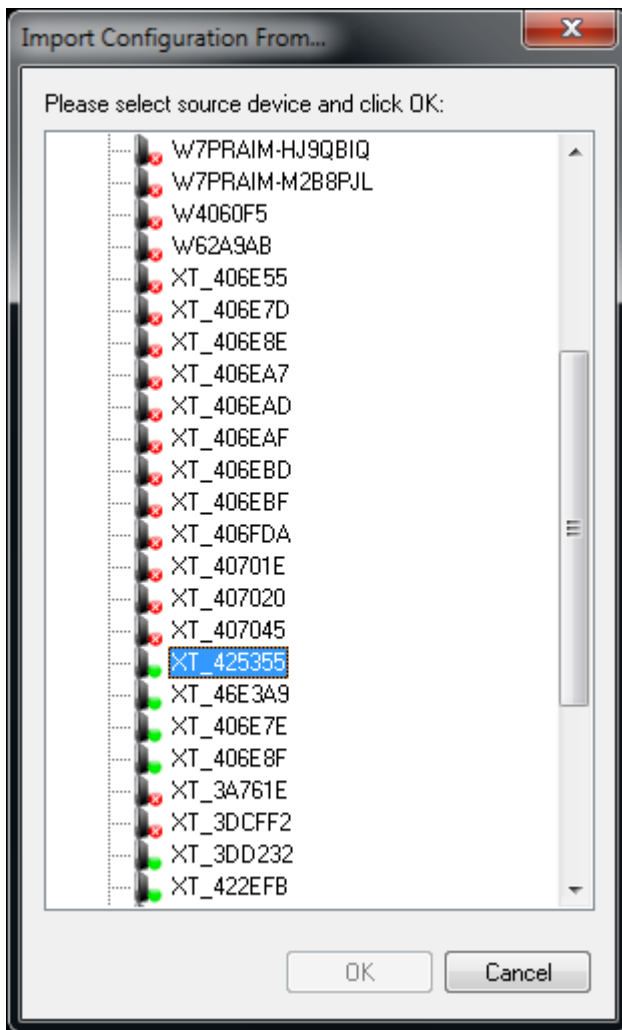 Import Configuration From...
Please select source device and click OK:
W7PRAIM-HJ9QBIQ
W7PRAIM-M2B8PJL
W4060F5
W62A9AB
XT_406E55
XT_406E7D
XT_406E8E
XT_406EA7
XT_406EAD
XT_406EAF
XT_406EBD
XT_406EBF
XT_406FDA
XT_40701E
XT_407020
XT_407045
XT_425355
XT_46E3A9
XT_406E7E
XT_406E8F
XT_3A761E
XT_3DCFF2
XT_3DD232
XT_422EFB
OK Cancel